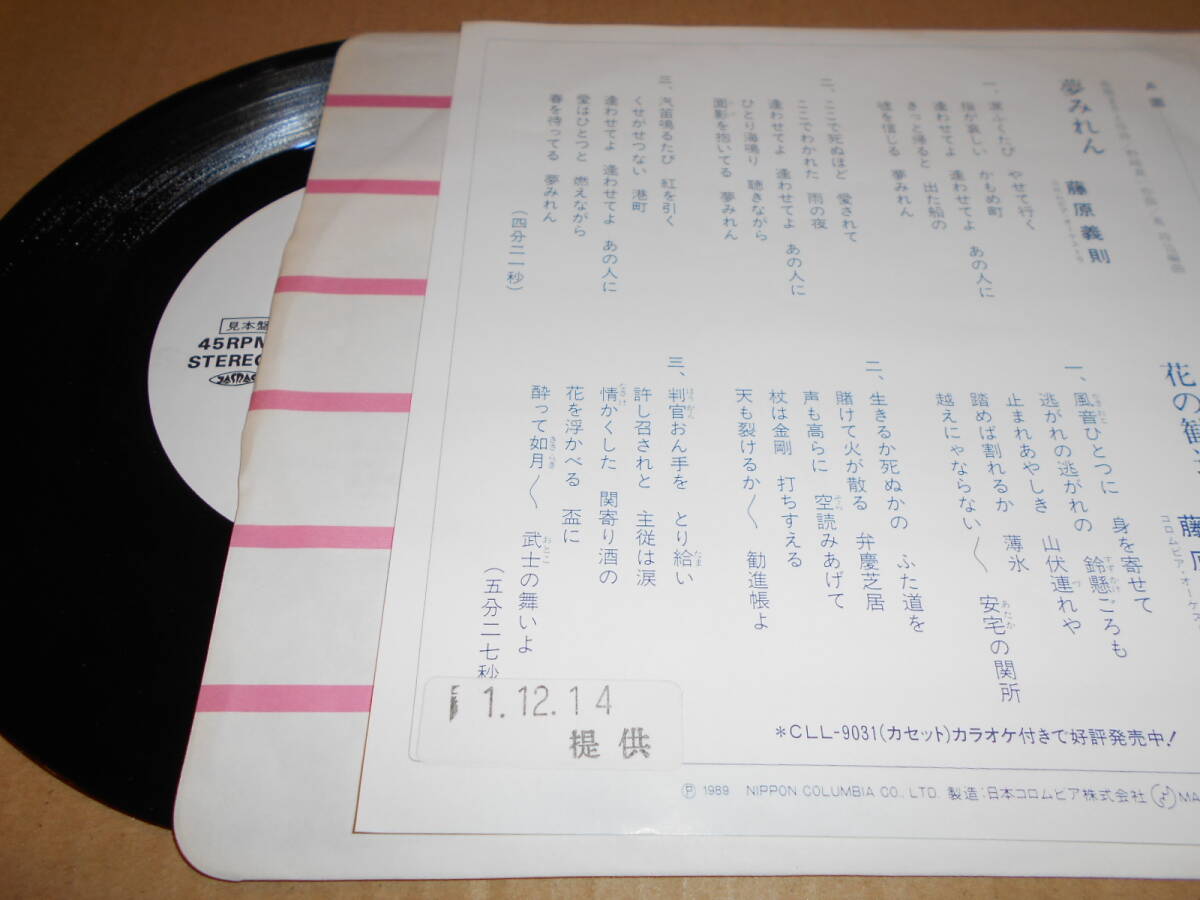 A面
夢みれん
藤原義則
コロムビア・オーケストラ
一、黒ふくたび やせて行く
指が哀しい かもめ町
逢わせてよ 逢わせてよ あの人に
きっと帰ると 出た船の
嘘を信じる 夢みれん
二、ここで死ぬほど 愛されて
ここでわかれた 雨の夜
逢わせてよ 逢わせてよ あの人に
ひとり海鳴り 聴きながら
面影を抱いてる 夢みれん
三、汽笛鳴るたび 紅を引く
くせがせつない 港町
逢わせてよ 逢わせてよ あの人に
愛はひとつと 燃えながら
春を待ってる 夢みれん
(四分二一秒)
花の勧
藤原
コロムビア・オーケス
一、風音ひとつに 身を寄せて
逃がれの逃がれの 鈴懸ごろも
止まれあやしき 山伏連れや
踏めば割れるか 薄氷
越えにゃならない〱 安宅の関所
二、生きるか死ぬかの ふた道を
賭けて火が散る 弁慶芝居
声も高らに 空読みあげて
杖は金剛 打ちすえる
天も裂けるか〱 勧進帳よ
三、判官おん手を とり給い
許し召されと 主従は涙
情かくした 関寄り酒の
花を浮かべる 盃に
酔って如月〱 武士の舞いよ
(五分二七秒
見本盤
45RPM
STEREO
1.12.14
提供
*CLL-9031(カセット)カラオケ付きで好評発売中!
Ⓟ 1989 NIPPON COLUMBIA CO., LTD. 製造:日本コロムビア株式会社 MA